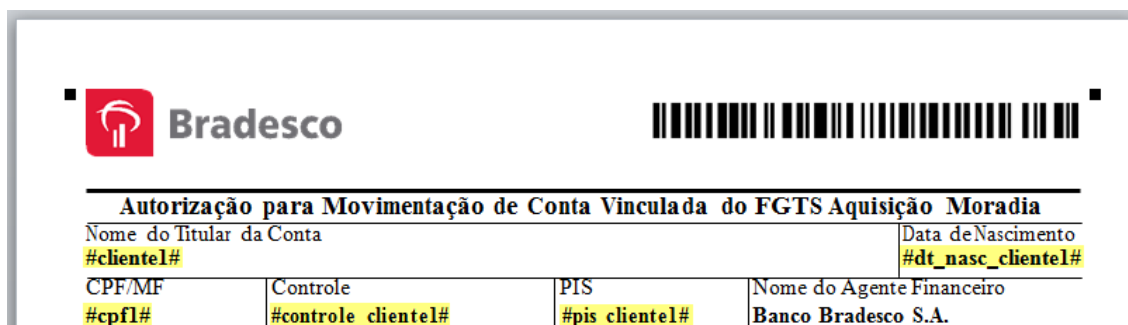 Bradesco
Autorização para Movimentação de Conta Vinculada do FGTS Aquisição Moradia
Nome do Titular da Conta Data de Nascimento
#cliente1# #dt_nasc_cliente1#
CPF/MF Controle PIS Nome do Agente Financeiro
#cpf1# #controle_cliente1# #pis_cliente1# Banco Bradesco S.A.